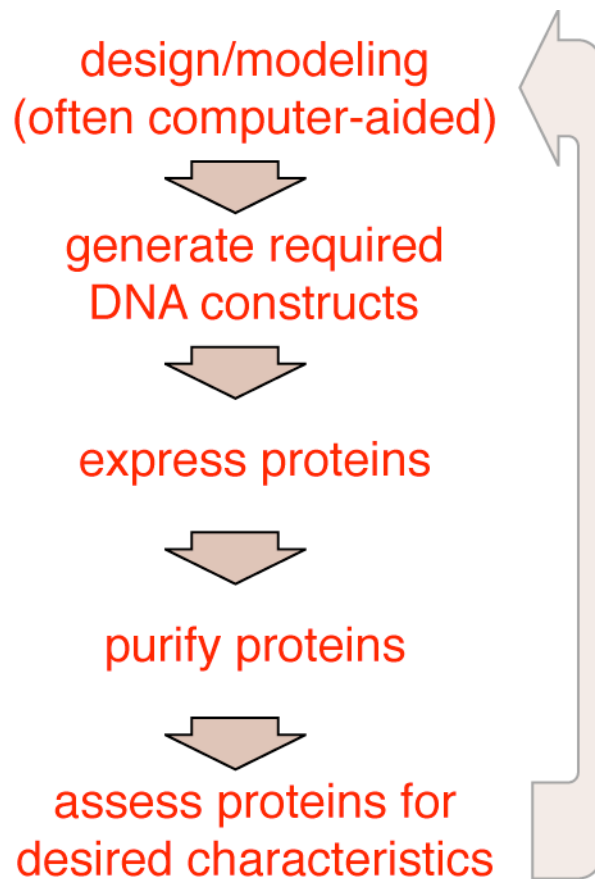 design/modeling
(often computer-aided)
generate required
DNA constructs
express proteins
purify proteins
assess proteins for
desired characteristics